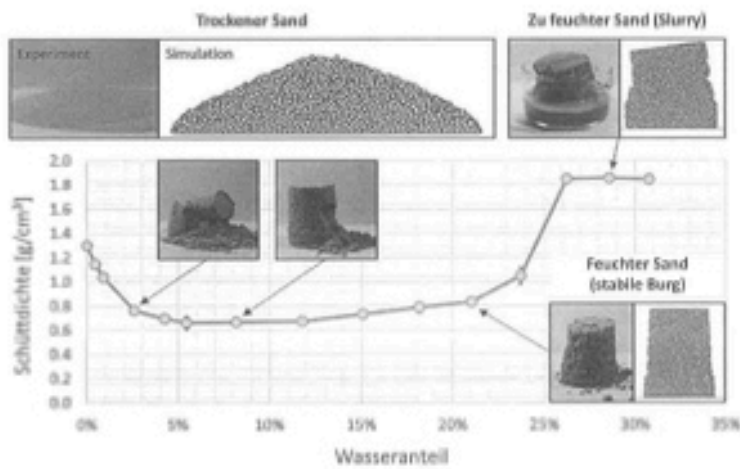 Trockener Sand
Zu feuchter Sand (Slurry)
Experiment
Simulation
Schüttdichte [g/cm³]
2.0
1.8
1.6
1.4
1.2
1.0
0.8
0.6
0.4
0.2
0.0
Feuchter Sand
(stabile Burg)
0%
5%
10%
15%
20%
25%
30%
35%
Wasseranteil